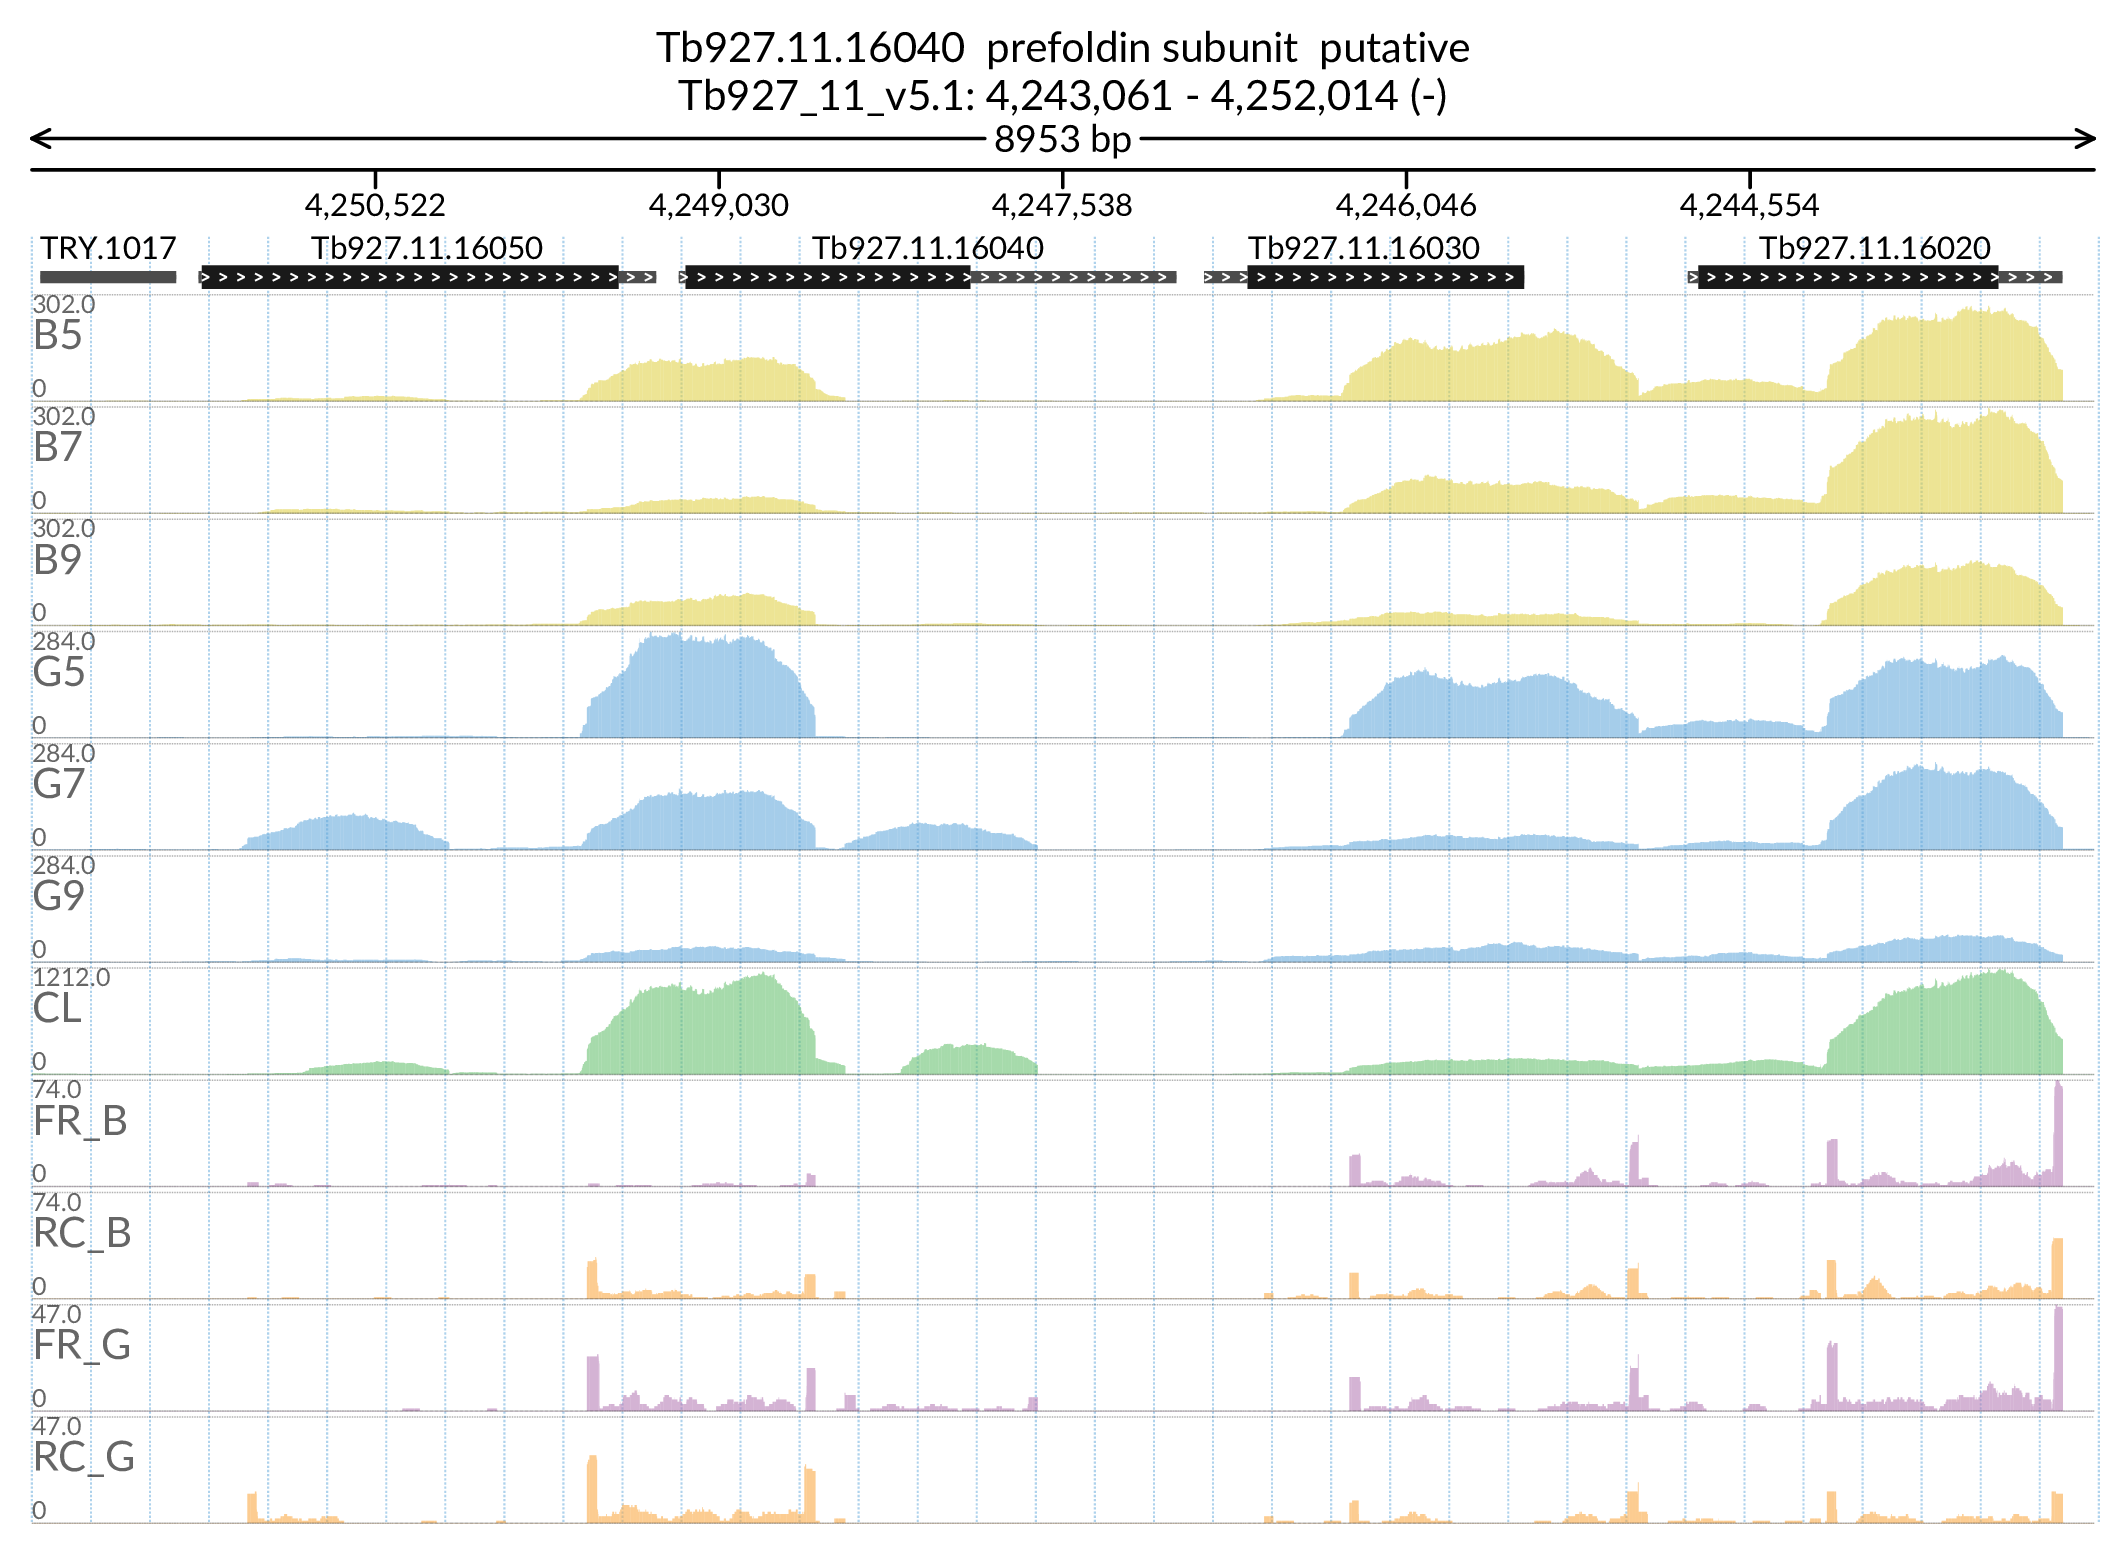 Tb927.11.16040 prefoldin subunit putative
Tb927_11_v5.1: 4,243,061 - 4,252,014 (-)
8953 bp
4,250,522 4,249,030 4,247,538 4,246,046 4,244,554
TRY.1017 Tb927.11.16050 Tb927.11.16040 Tb927.11.16030 Tb927.11.16020
302.0
B5
0
302.0
B7
0
302.0
B9
0
284.0
G5
0
284.0
G7
0
284.0
G9
0
1212.0
CL
0
74.0
FR_B
0
74.0
RC_B
0
47.0
FR_G
0
47.0
RC_G
0